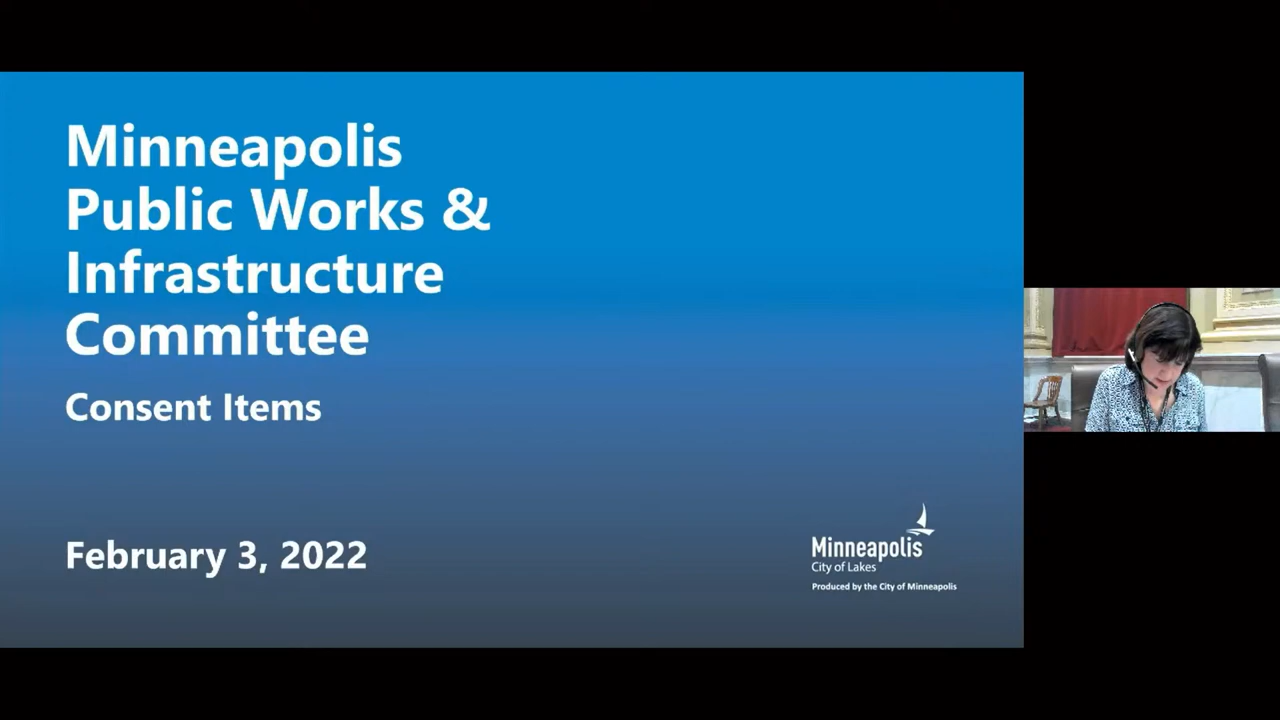 Minneapolis
Public Works &
Infrastructure
Committee
Consent Items
February 3, 2022
Minneapolis
City of Lakes
Produced by the City of Minneapolis